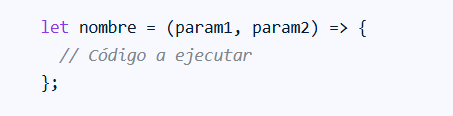 let nombre = (param1, param2) => {
// Código a ejecutar
};